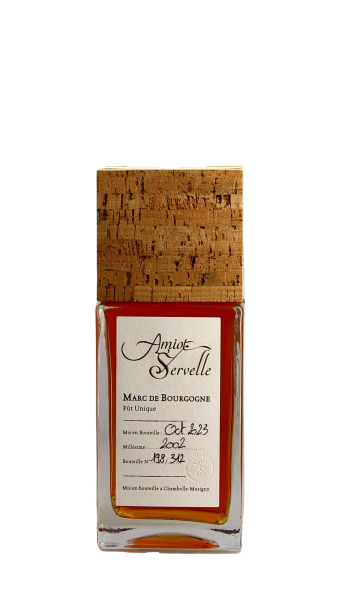 Amiot
Servelle
Marc de Bourgogne
Fût Unique
Mis en Bouteille : Oct 2023
Millésime : 2002
Bouteille N° 198 / 312
Mis en bouteille à Chambolle-Musigny